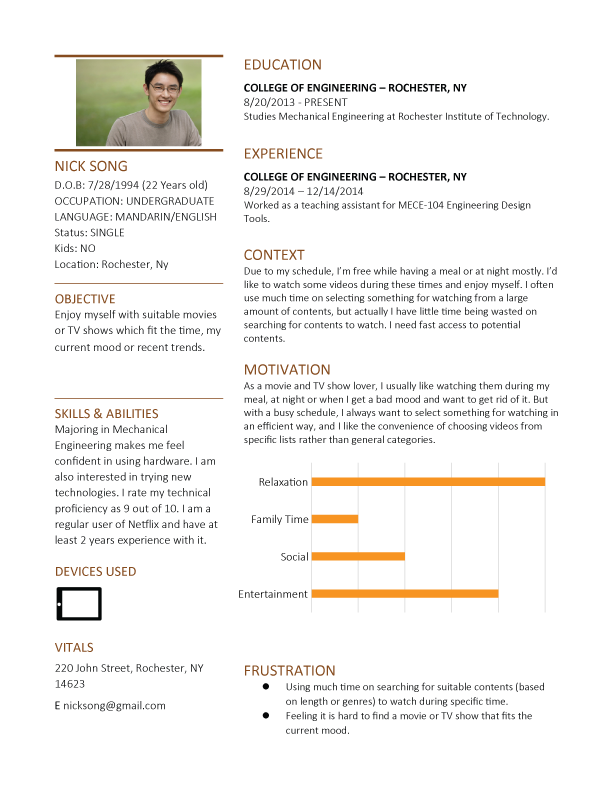 NICK SONG
D.O.B: 7/28/1994 (22 Years old)
OCCUPATION: UNDERGRADUATE
LANGUAGE: MANDARIN/ENGLISH
Status: SINGLE
Kids: NO
Location: Rochester, Ny
OBJECTIVE
Enjoy myself with suitable movies
or TV shows which fit the time, my
current mood or recent trends.
SKILLS & ABILITIES
Majoring in Mechanical
Engineering makes me feel
confident in using hardware. I am
also interested in trying new
technologies. I rate my technical
proficiency as 9 out of 10. I am a
regular user of Netflix and have at
least 2 years experience with it.
DEVICES USED
VITALS
220 John Street, Rochester, NY
14623
E nicksong@gmail.com
EDUCATION
COLLEGE OF ENGINEERING – ROCHESTER, NY
8/20/2013 - PRESENT
Studies Mechanical Engineering at Rochester Institute of Technology.
EXPERIENCE
COLLEGE OF ENGINEERING – ROCHESTER, NY
8/29/2014 – 12/14/2014
Worked as a teaching assistant for MECE-104 Engineering Design
Tools.
CONTEXT
Due to my schedule, I'm free while having a meal or at night mostly. I'd
like to watch some videos during these times and enjoy myself. I often
use much time on selecting something for watching from a large
amount of contents, but actually I have little time being wasted on
searching for contents to watch. I need fast access to potential
contents.
MOTIVATION
As a movie and TV show lover, I usually like watching them during my
meal, at night or when I get a bad mood and want to get rid of it. But
with a busy schedule, I always want to select something for watching in
an efficient way, and I like the convenience of choosing videos from
specific lists rather than general categories.
Relaxation
Family Time
Social
Entertainment
FRUSTRATION
● Using much time on searching for suitable contents (based
on length or genres) to watch during specific time.
● Feeling it is hard to find a movie or TV show that fits the
current mood.